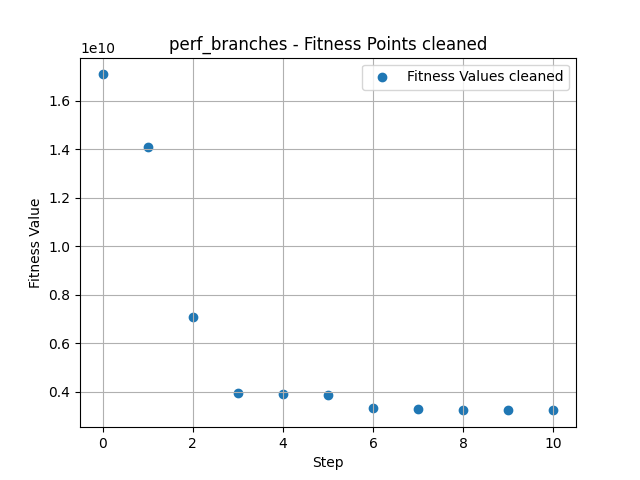 perf_branches - Fitness Points cleaned
1e10
Fitness Values cleaned
1.6
1.4
1.2
1.0
0.8
0.6
0.4
Fitness Value
0 2 4 6 8 10
Step